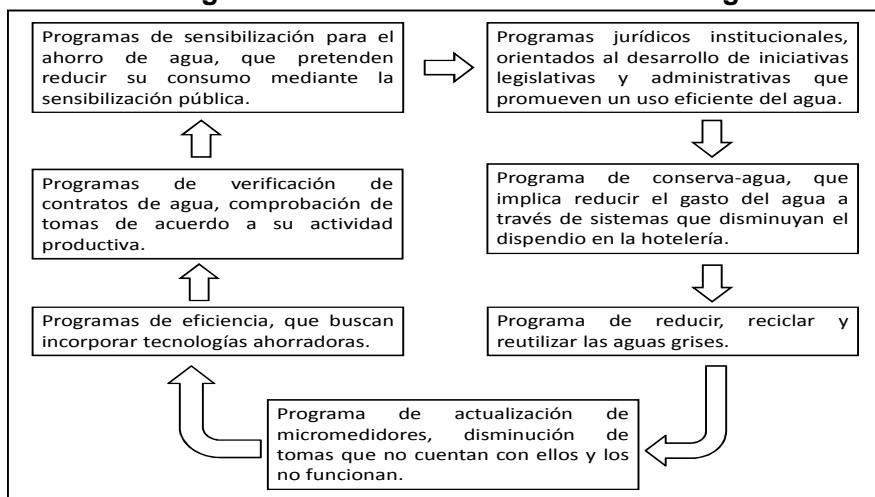 Programas de sensibilización para el
ahorro de agua, que pretenden
reducir su consumo mediante la
sensibilización pública.
Programas jurídicos institucionales,
orientados al desarrollo de iniciativas
legislativas y administrativas que
promueven un uso eficiente del agua.
Programas de verificación de
contratos de agua, comprobación de
tomas de acuerdo a su actividad
productiva.
Programa de conserva-agua, que
implica reducir el gasto del agua a
través de sistemas que disminuyan el
dispendio en la hotelería.
Programas de eficiencia, que buscan
incorporar tecnologías ahorradoras.
Programa de reducir, reciclar y
reutilizar las aguas grises.
Programa de actualización de
micromedidores, disminución de
tomas que no cuentan con ellos y los
no funcionan.